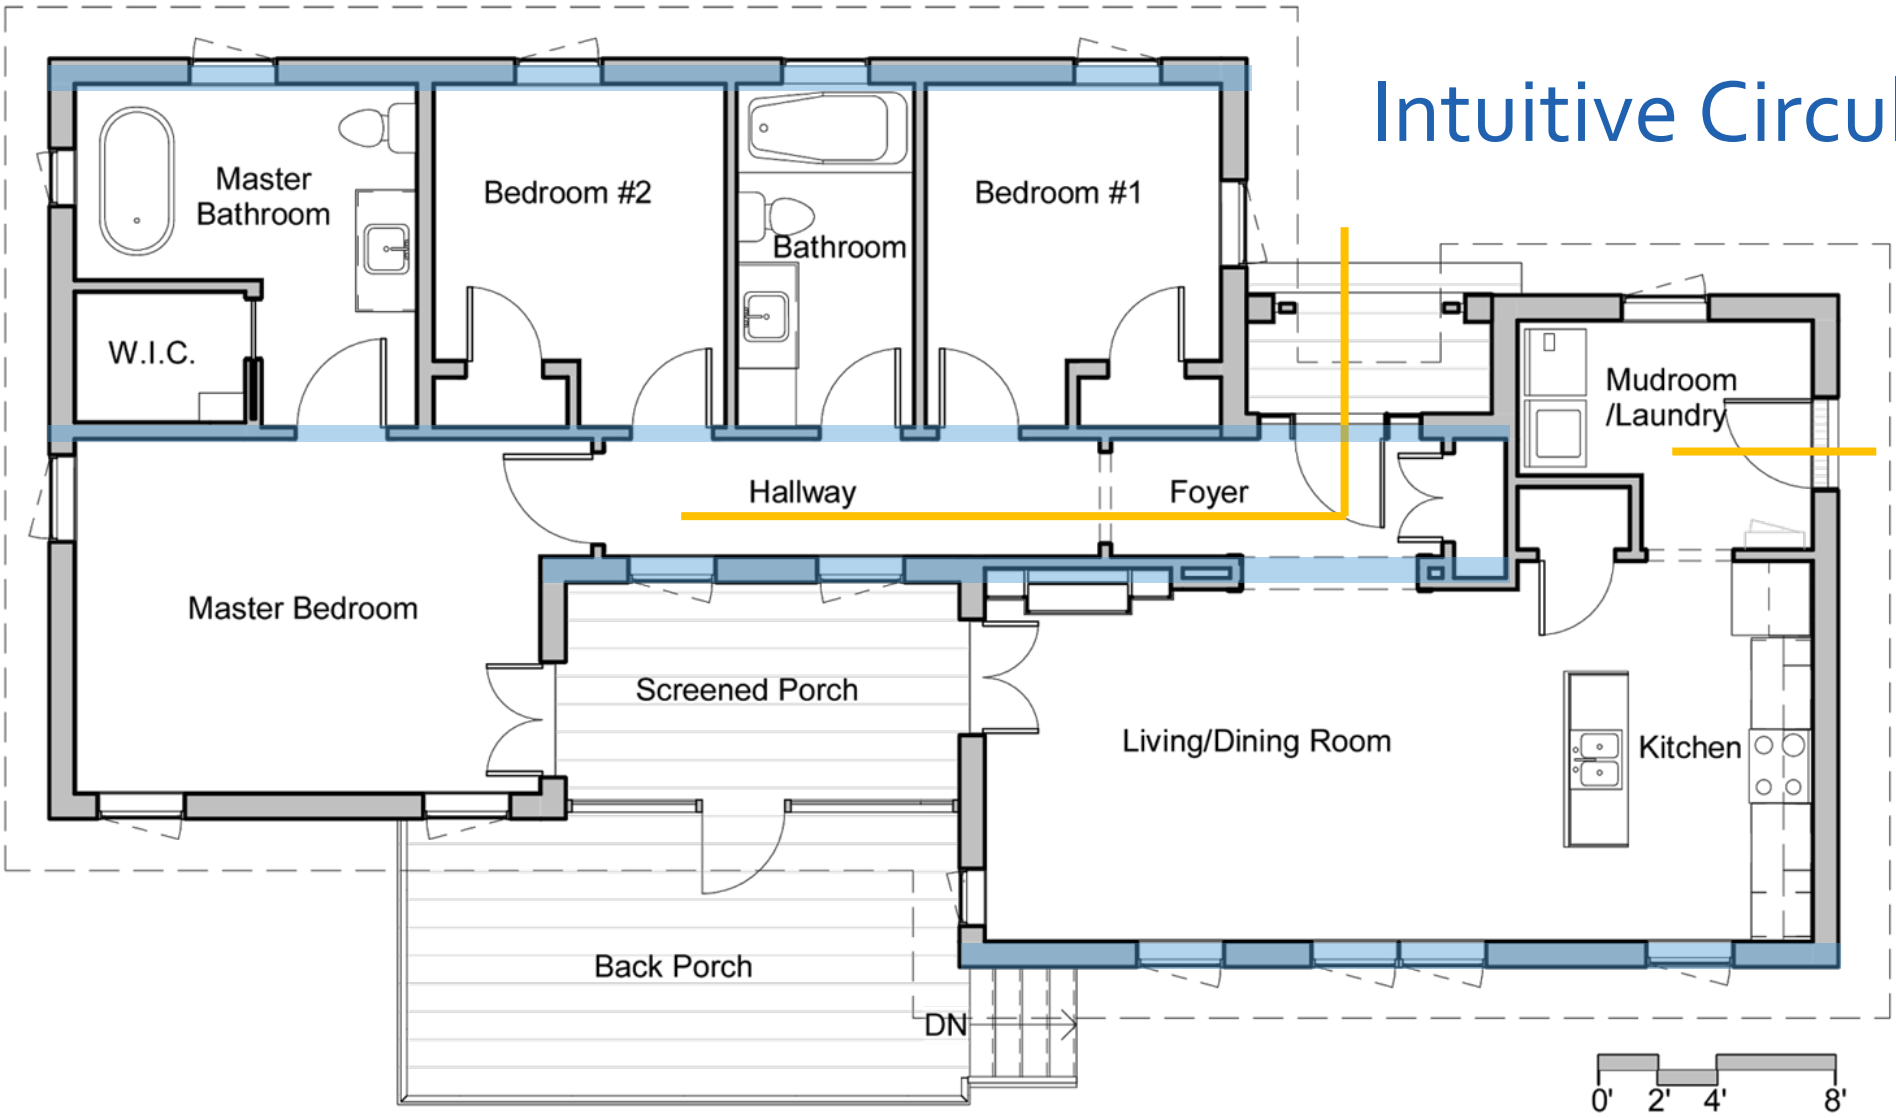 Intuitive Circul
Master
Bathroom
Bedroom #2
Bathroom
Bedroom #1
W.I.C.
Mudroom
/Laundry
Hallway
Foyer
Master Bedroom
Screened Porch
Living/Dining Room
Kitchen
Back Porch
DN
0' 2' 4' 8'